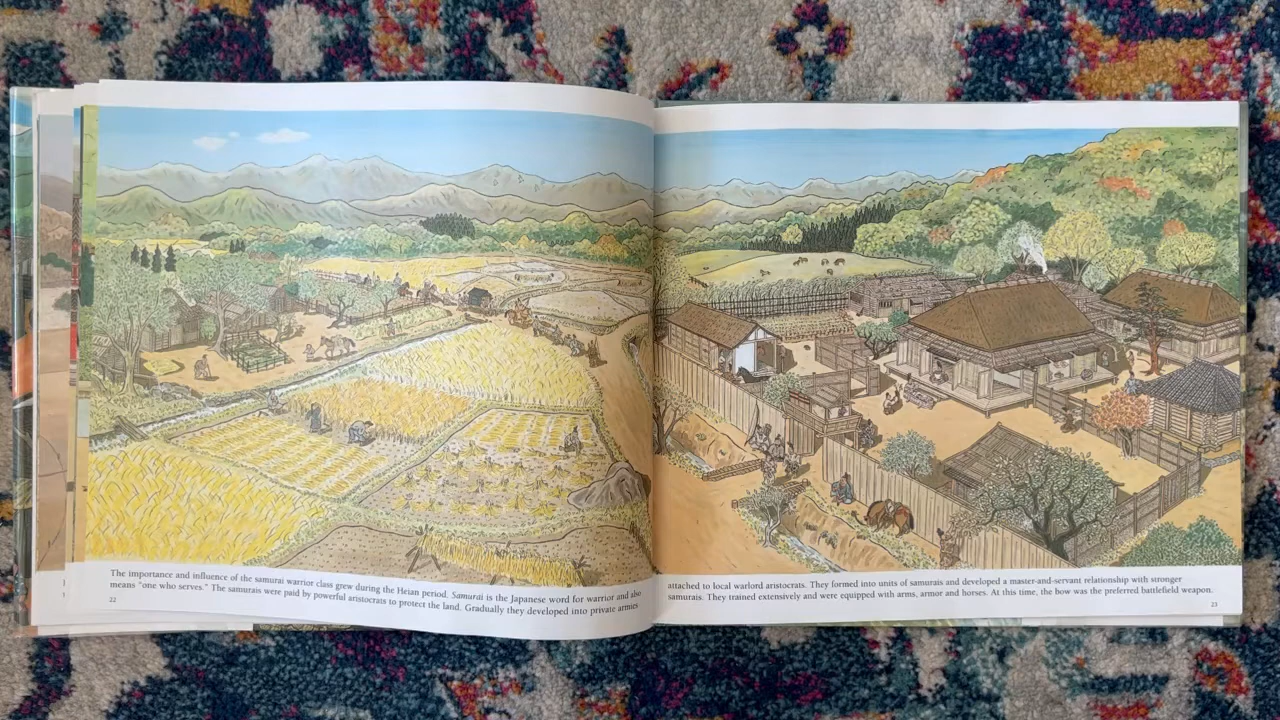 The importance and influence of the samurai warrior class grew during the Heian period. Samurai is the Japanese word for warrior and also
means "one who serves." The samurais were paid by powerful aristocrats to protect the land. Gradually they developed into private armies
22
attached to local warlord aristocrats. They formed into units of samurais and developed a master-and-servant relationship with stronger
samurais. They trained extensively and were equipped with arms, armor and horses. At this time, the bow was the preferred battlefield weapon.
23